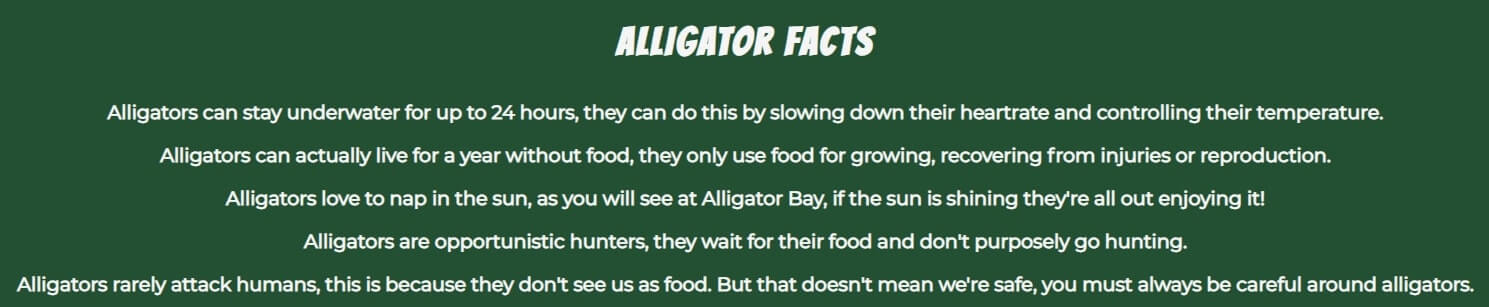 ALLIGATOR FACTS
Alligators can stay underwater for up to 24 hours, they can do this by slowing down their heartrate and controlling their temperature.
Alligators can actually live for a year without food, they only use food for growing, recovering from injuries or reproduction.
Alligators love to nap in the sun, as you will see at Alligator Bay, if the sun is shining they're all out enjoying it!
Alligators are opportunistic hunters, they wait for their food and don't purposely go hunting.
Alligators rarely attack humans, this is because they don't see us as food. But that doesn't mean we're safe, you must always be careful around alligators.